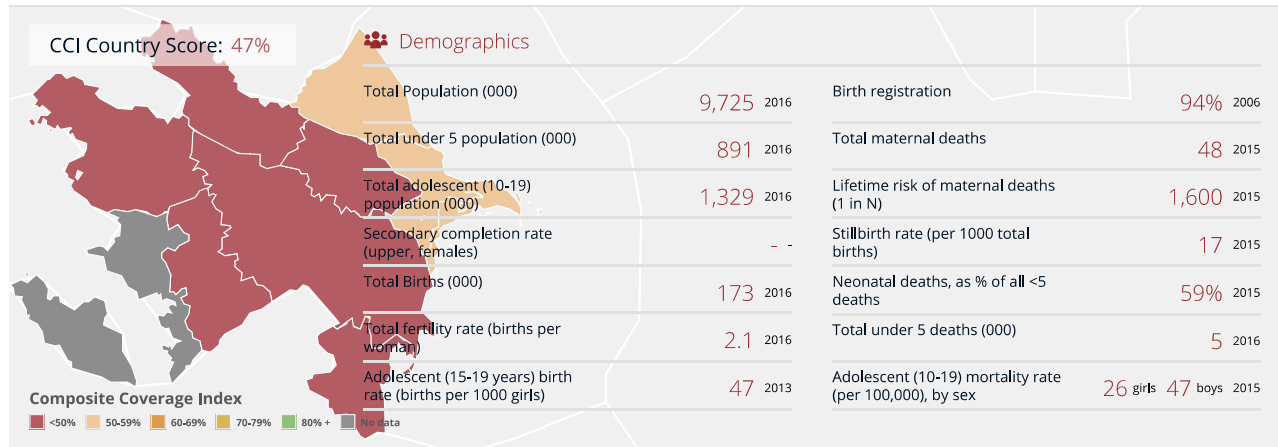 CCI Country Score: 47%
Demographics
Total Population (000)
9,725 2016
Total under 5 population (000)
891 2016
Total adolescent (10-19)
population (000)
1,329 2016
Secondary completion rate
(upper, females)
- -
Total Births (000)
173 2016
Total fertility rate (births per
woman)
2.1 2016
Adolescent (15-19 years) birth
rate (births per 1000 girls)
47 2013
Birth registration
94% 2006
Total maternal deaths
48 2015
Lifetime risk of maternal deaths
(1 in N)
1,600 2015
Stillbirth rate (per 1000 total
births)
17 2015
Neonatal deaths, as % of all <5
deaths
59% 2015
Total under 5 deaths (000)
5 2016
Adolescent (10-19) mortality rate
(per 100,000), by sex
26 girls 47 boys 2015
Composite Coverage Index
<50% 50-59% 60-69% 70-79% 80% + No data